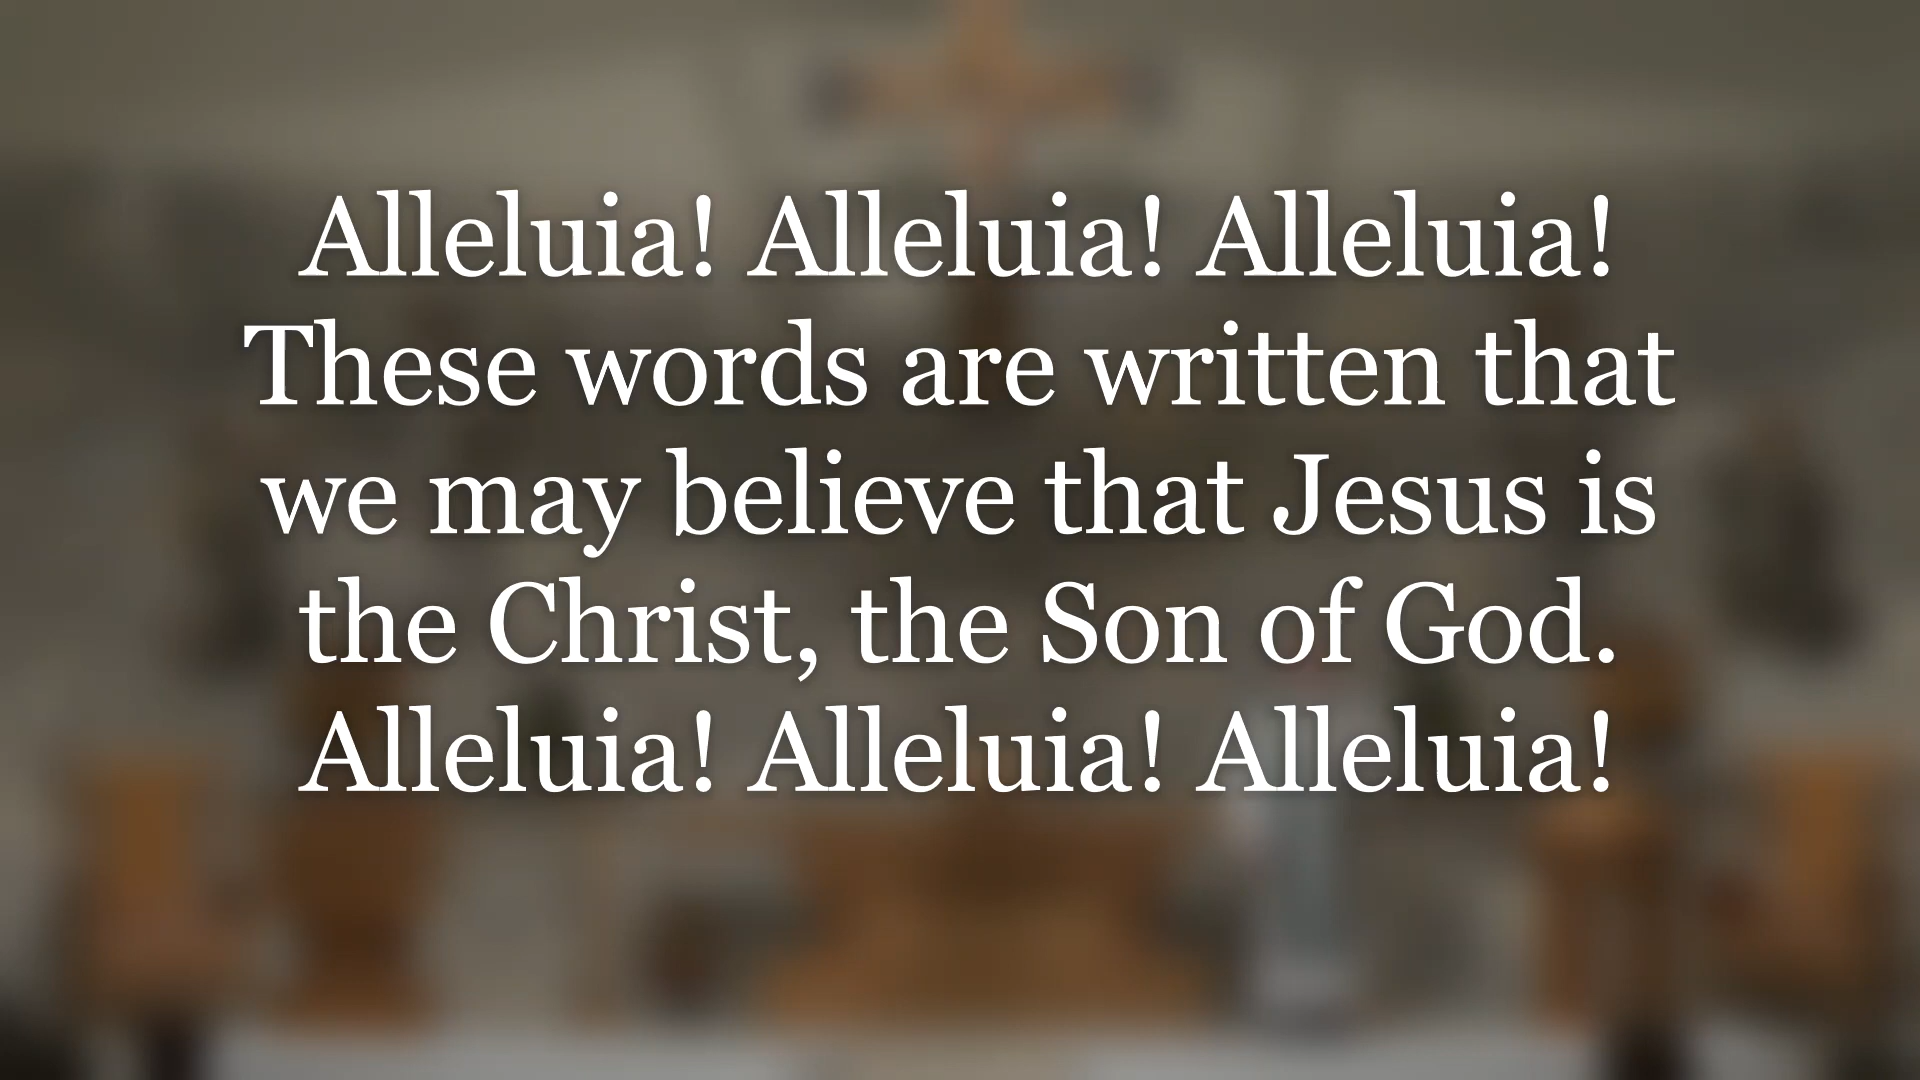 Alleluia! Alleluia! Alleluia!
These words are written that
we may believe that Jesus is
the Christ, the Son of God.
Alleluia! Alleluia! Alleluia!